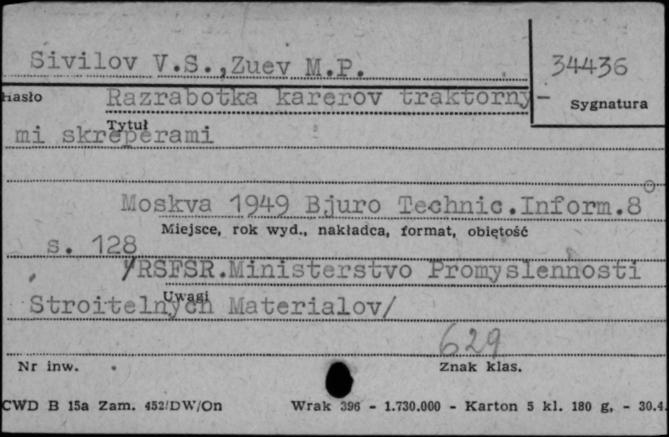 Sivilov V.S.,Zuev M.P.
34436
Hasło
Razrabotka karerov traktorny-
Sygnatura
Tytuł
mi skreperami
Moskva 1949 Bjuro Technic.Inform.8°
Miejsce, rok wyd., nakładca, format, objętość
s. 128
/RSFSR.Ministerstvo Promyslennosti
Uwagi
Stroitelnych Materialov/
629
Nr inw.
Znak klas.
CWD B 15a Zam. 452/DW/On
Wrak 396 - 1.730.000 - Karton 5 kl. 180 g. - 30.4.